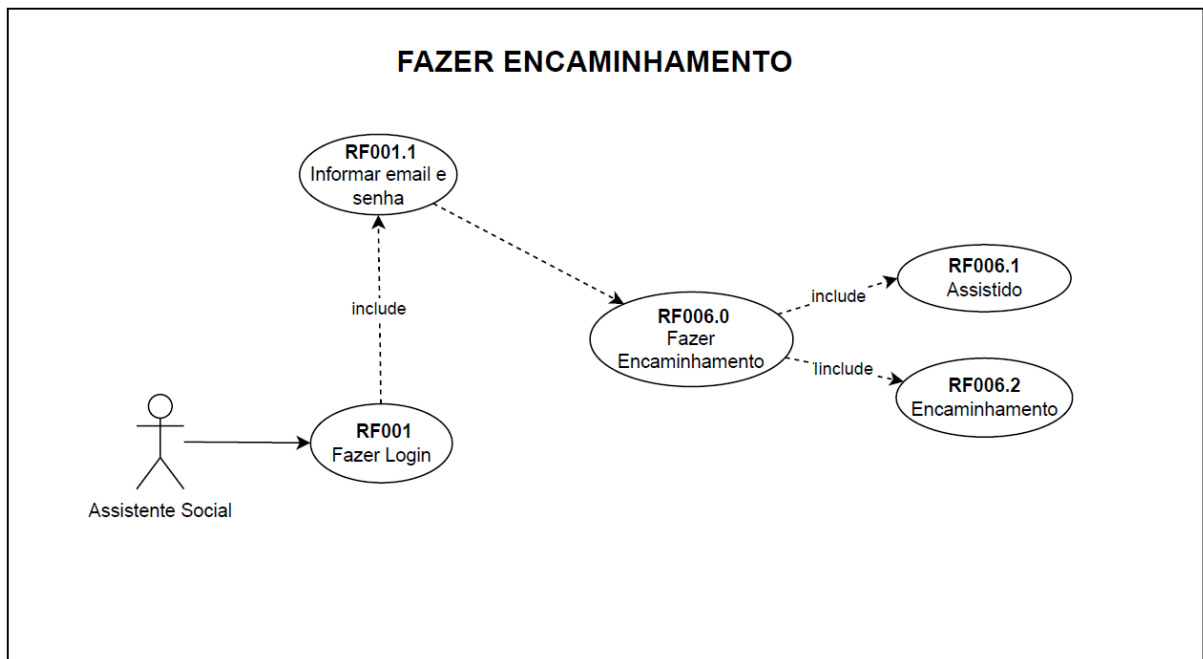 FAZER ENCAMINHAMENTO
RF001.1
Informar email e
senha
include
RF001
Fazer Login
Assistente Social
RF006.0
Fazer
Encaminhamento
include
RF006.1
Assistido
Iinclude
RF006.2
Encaminhamento